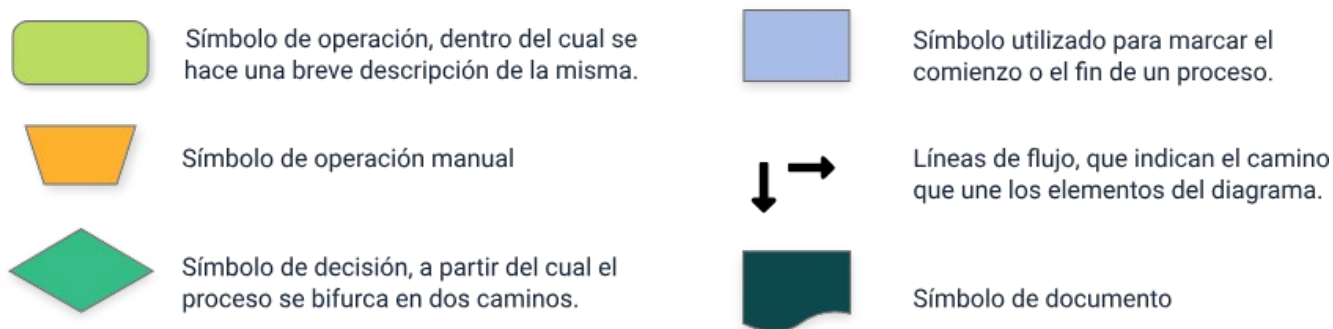 Símbolo de operación, dentro del cual se
hace una breve descripción de la misma.
Símbolo de operación manual
Símbolo de decisión, a partir del cual el
proceso se bifurca en dos caminos.
Símbolo utilizado para marcar el
comienzo o el fin de un proceso.
Líneas de flujo, que indican el camino
que une los elementos del diagrama.
Símbolo de documento